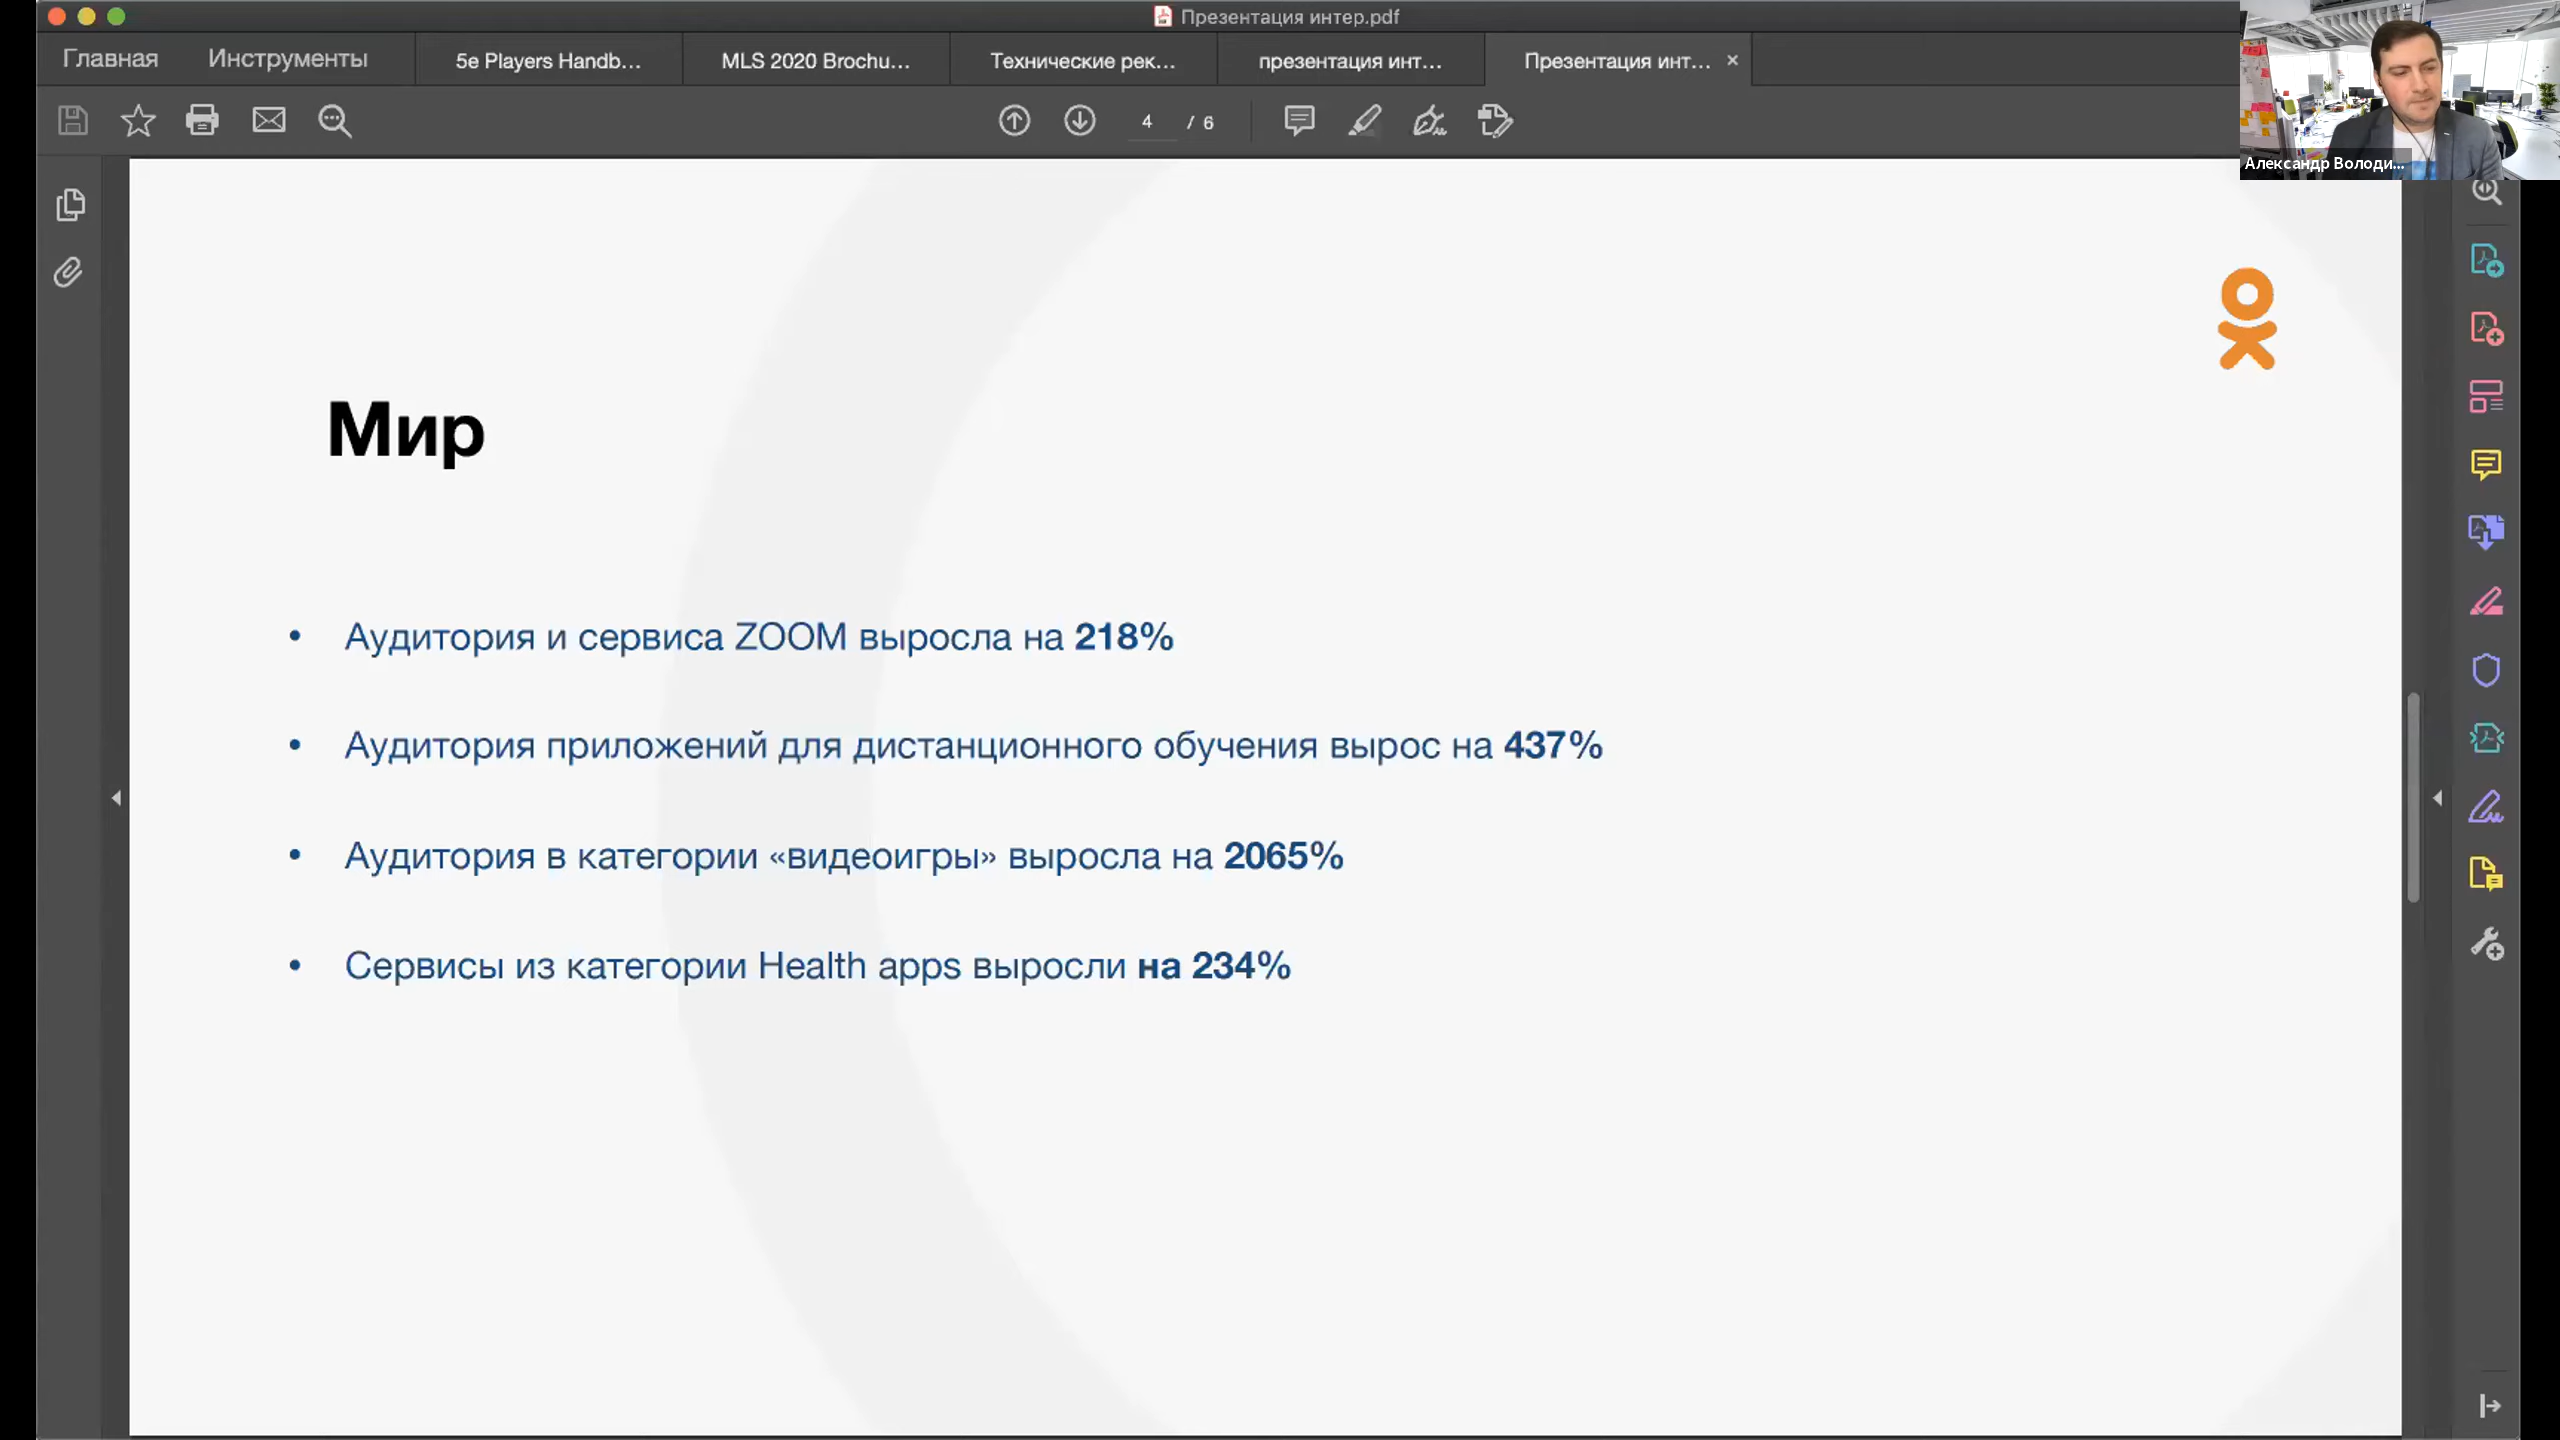 Презентация интер.pdf
Главная Инструменты 5e Players Handb... MLS 2020 Brochu... Технические рек... презентация инт... Презентация инт... ×
4 / 6
Александр Володи...
Мир
• Аудитория и сервиса ZOOM выросла на 218%
• Аудитория приложений для дистанционного обучения вырос на 437%
• Аудитория в категории «видеоигры» выросла на 2065%
• Сервисы из категории Health apps выросли на 234%